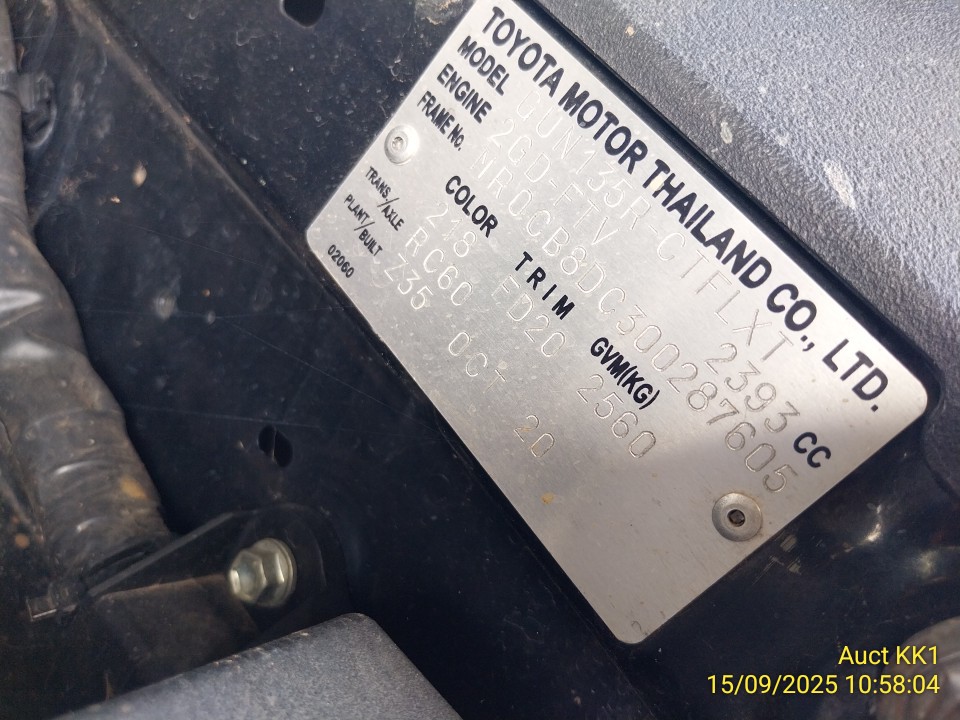 TOYOTA MOTOR THAILAND CO., LTD.
MODEL GUN135R-CTFLXT
ENGINE 2GD-FTV 2393 CC
FRAME No. MR0CB8DC300287605
COLOR TRIM GVM(KG)
218 ED20 2560
TRANS/AXLE RC60
PLANT/BUILT Z35 OCT 20
02060
Auct KK1
15/09/2025 10:58:04